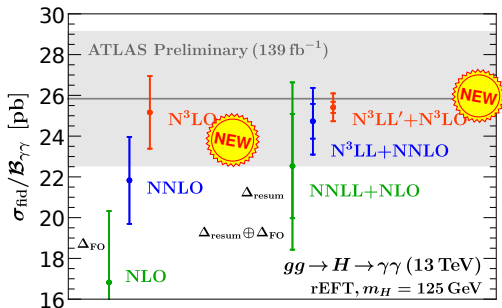 σ_fid/ℬ_γγ [pb]
32
30
28
26
24
22
20
18
16
ATLAS Preliminary (139 fb⁻¹)
NEW
N³LO
NEW
N³LL′+N³LO
N³LL+NNLO
NNLO
Δ_resum
NNLL+NLO
Δ_resum⊕Δ_FO
Δ_FO
NLO
gg→H→γγ (13 TeV)
rEFT, m_H = 125 GeV